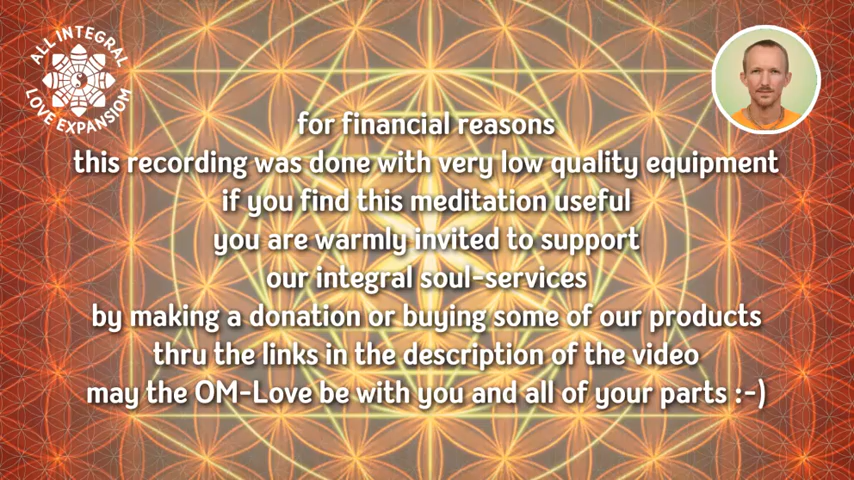 ALL INTEGRAL
LOVE EXPANSIOM
for financial reasons
this recording was done with very low quality equipment
if you find this meditation useful
you are warmly invited to support
our integral soul-services
by making a donation or buying some of our products
thru the links in the description of the video
may the OM-Love be with you and all of your parts :-)